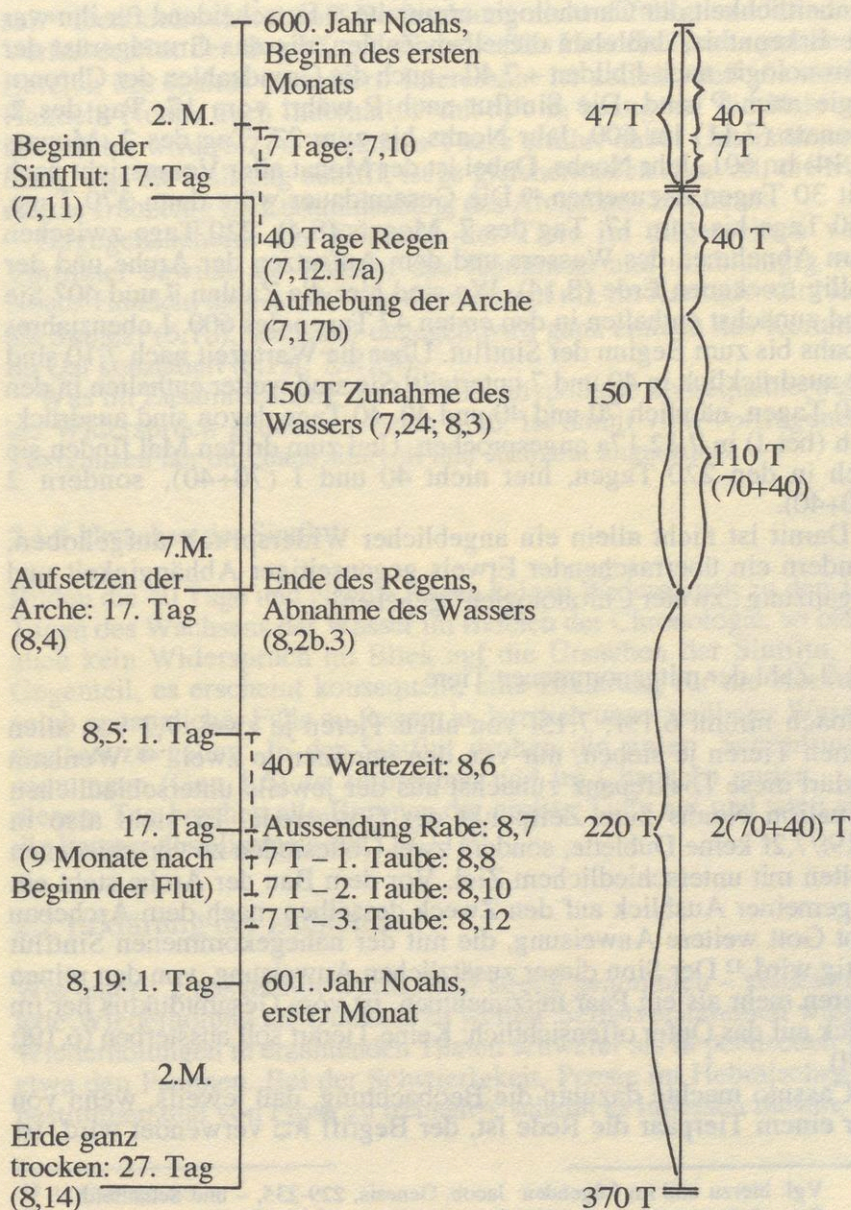 600. Jahr Noahs,
Beginn des ersten
Monats
2. M.
7 Tage: 7,10
Beginn der
Sintflut: 17. Tag
(7,11)
40 Tage Regen
(7,12.17a)
Aufhebung der Arche
(7,17b)
150 T Zunahme des
Wassers (7,24; 8,3)
7.M.
Aufsetzen der
Arche: 17. Tag
(8,4)
Ende des Regens,
Abnahme des Wassers
(8,2b.3)
8,5: 1. Tag
40 T Wartezeit: 8,6
17. Tag
(9 Monate nach
Beginn der Flut)
Aussendung Rabe: 8,7
7T – 1. Taube: 8,8
7T – 2. Taube: 8,10
7T – 3. Taube: 8,12
8,19: 1. Tag
601. Jahr Noahs,
erster Monat
2.M.
Erde ganz
trocken: 27. Tag
(8,14)
47 T
40 T
7 T
40 T
150 T
110 T
(70+40)
220 T
2(70+40) T
370 T